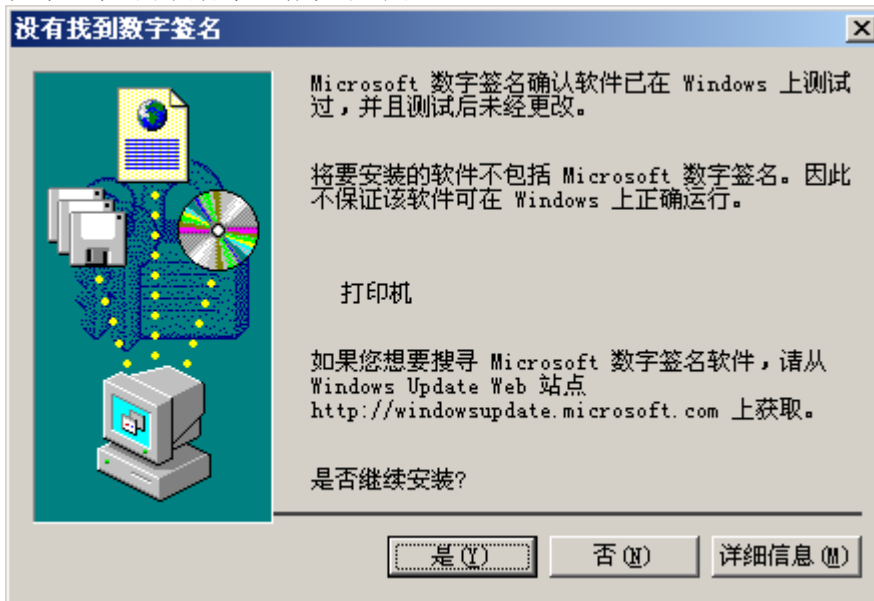 没有找到数字签名
Microsoft 数字签名确认软件已在 Windows 上测试
过，并且测试后未经更改。
将要安装的软件不包括 Microsoft 数字签名。因此
不保证该软件可在 Windows 上正确运行。
打印机
如果您想要搜寻 Microsoft 数字签名软件，请从
Windows Update Web 站点
http://windowsupdate.microsoft.com 上获取。
是否继续安装?
是(Y)
否(N)
详细信息(M)